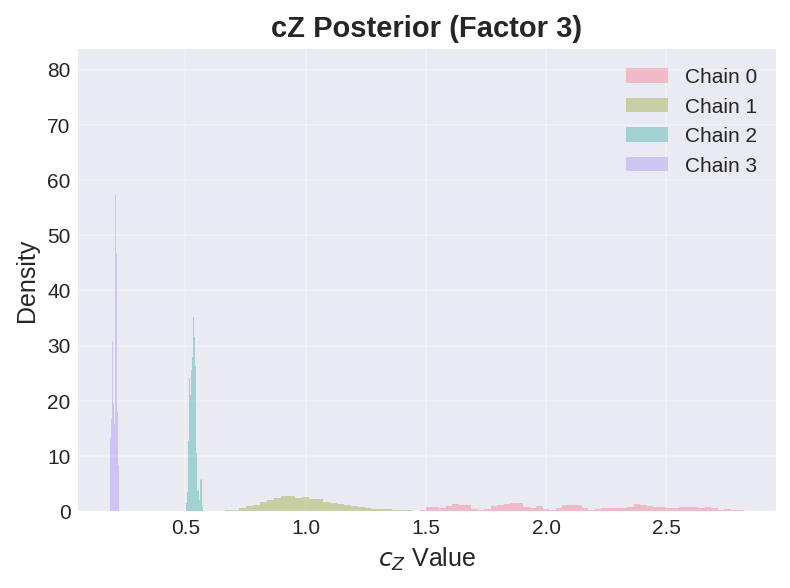 cZ Posterior (Factor 3)
80
70
60
50
40
30
20
10
0
Density
Chain 0
Chain 1
Chain 2
Chain 3
0.5 1.0 1.5 2.0 2.5
c_Z Value